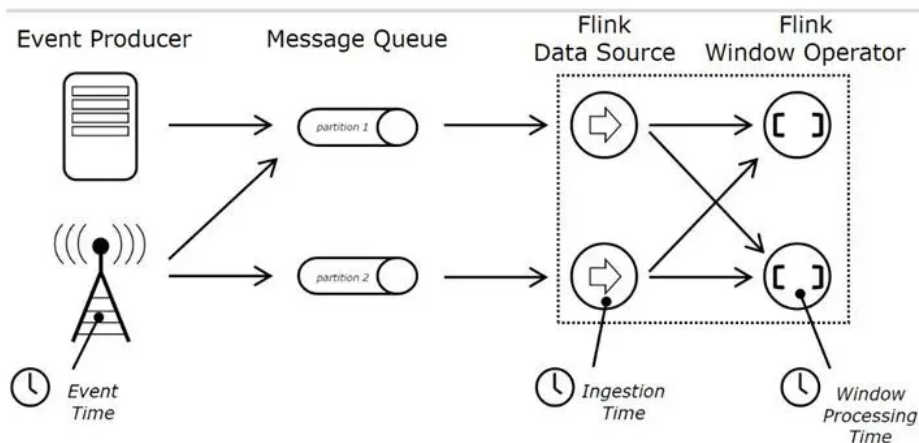 Event Producer
Message Queue
Flink
Data Source
Flink
Window Operator
partition 1
partition 2
Event
Time
Ingestion
Time
Window
Processing
Time